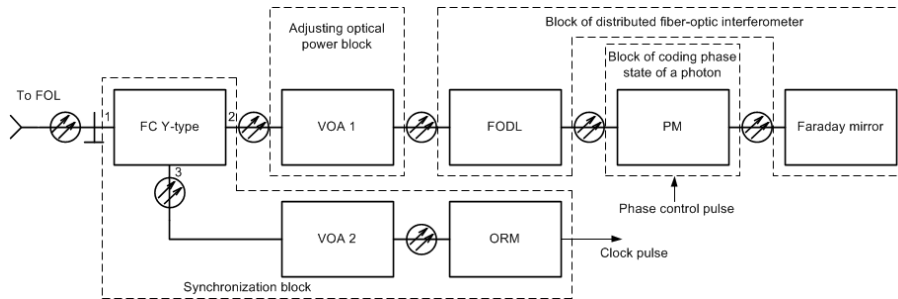 Block of distributed fiber-optic interferometer
Adjusting optical
power block
Block of coding phase
state of a photon
To FOL
1
FC Y-type
2
VOA 1
FODL
PM
Faraday mirror
3
Phase control pulse
VOA 2
ORM
Clock pulse
Synchronization block